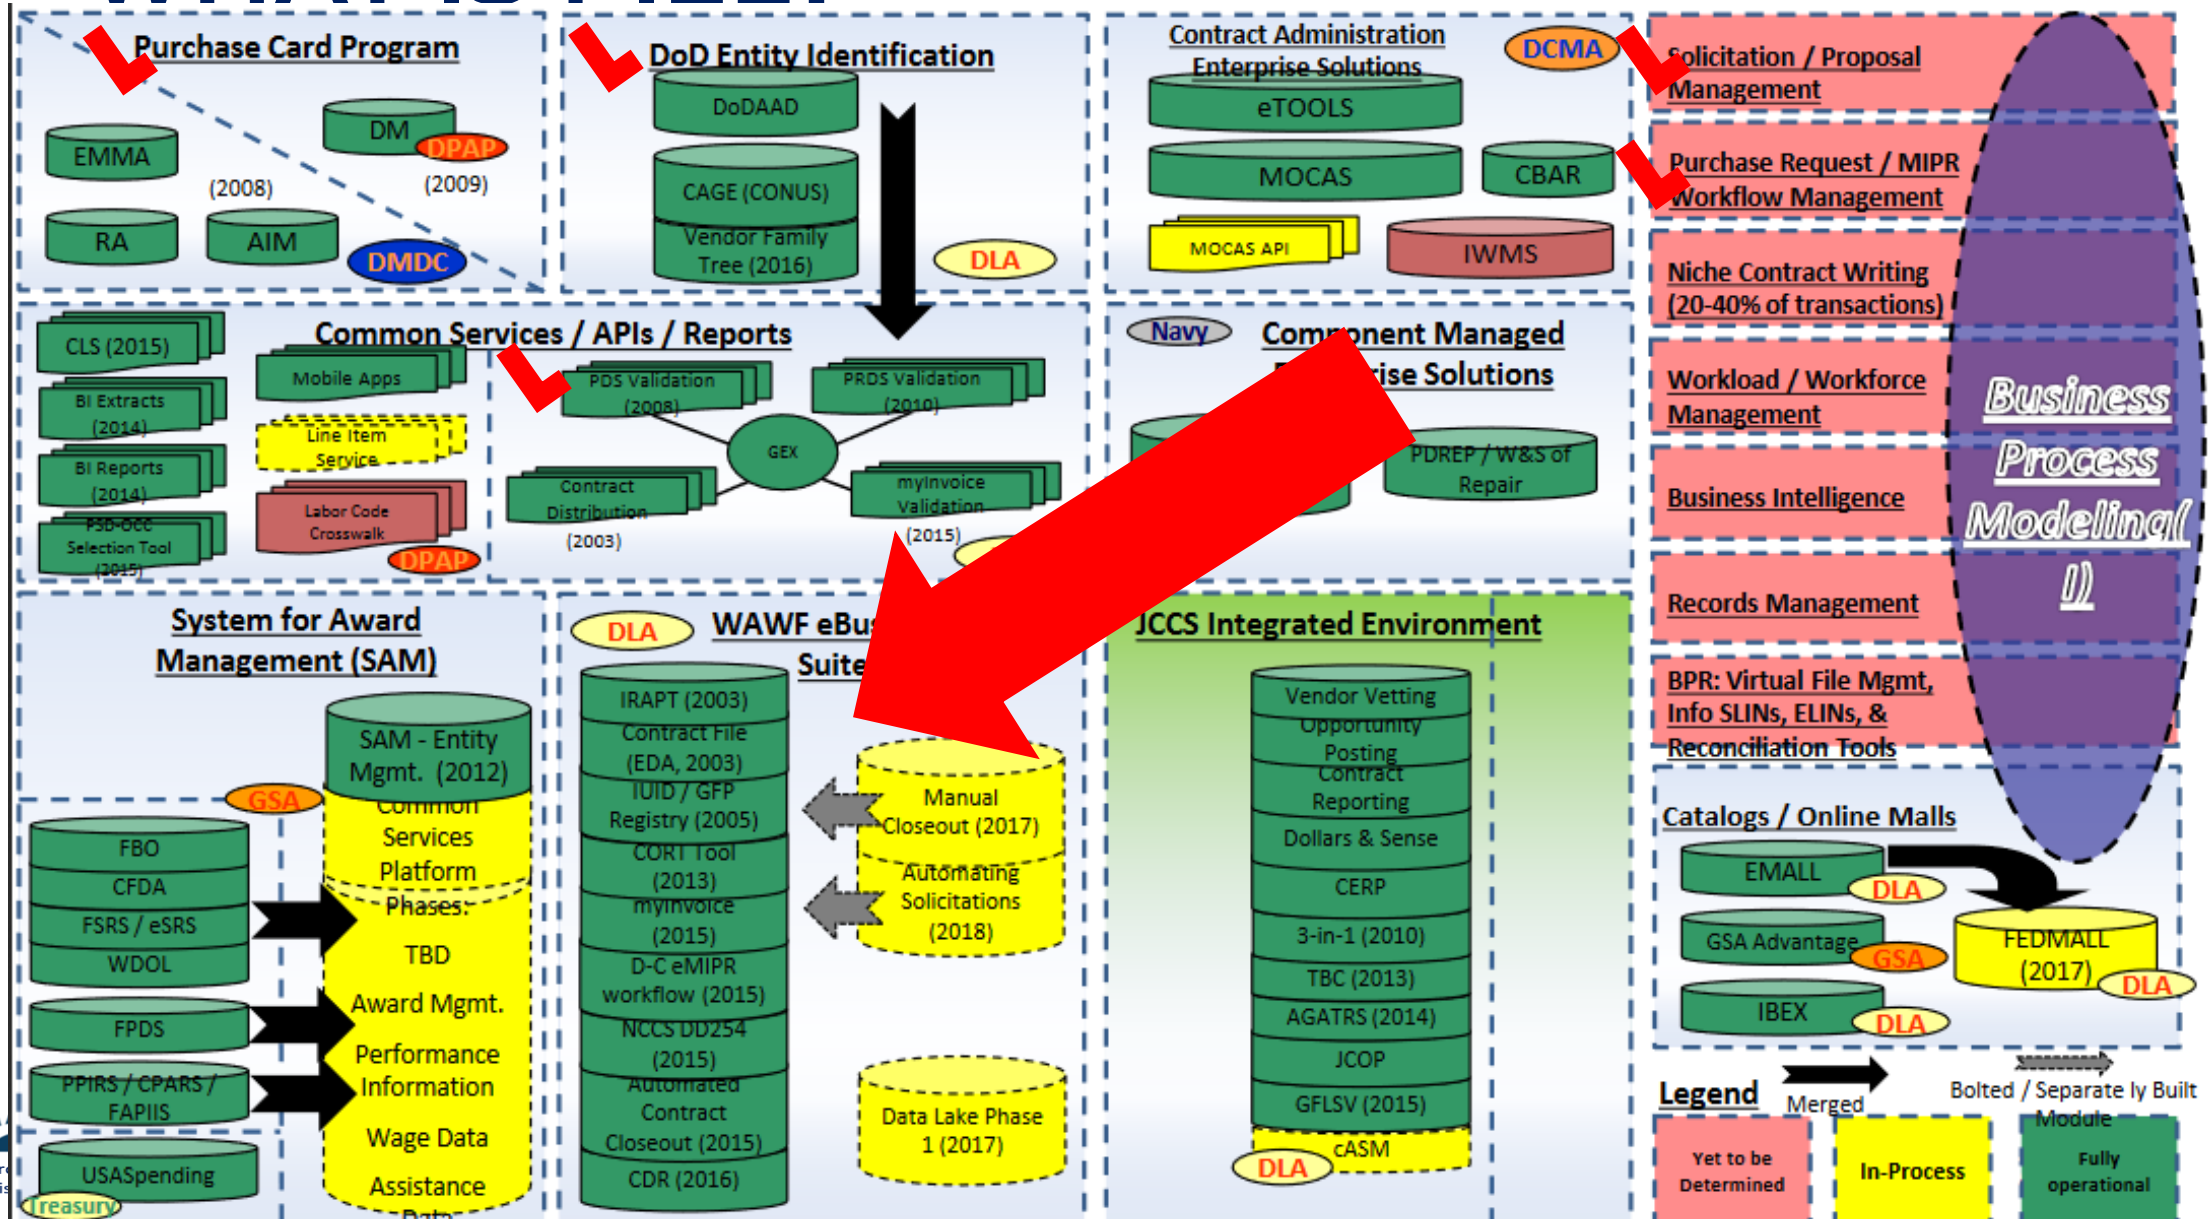 Purchase Card Program
EMMA
DM
DPAP
(2008)
(2009)
RA
AIM
DMDC
DoD Entity Identification
DoDAAD
CAGE (CONUS)
Vendor Family
Tree (2016)
DLA
Contract Administration
Enterprise Solutions
DCMA
eTOOLS
MOCAS
CBAR
MOCAS API
IWMS
Solicitation / Proposal
Management
Purchase Request / MIPR
Workflow Management
Niche Contract Writing
(20-40% of transactions)
Workload / Workforce
Management
Business Intelligence
Records Management
BPR: Virtual File Mgmt,
Info SLINs, ELINs, &
Reconciliation Tools
Business
Process
Modeling(
I)
Common Services / APIs / Reports
CLS (2015)
BI Extracts
(2014)
BI Reports
(2014)
PSD-OCC
Selection Tool
(2015)
Mobile Apps
Line Item
Service
Labor Code
Crosswalk
DPAP
PDS Validation
(2008)
PRDS Validation
(2010)
GEX
Contract
Distribution
(2003)
myInvoice
Validation
(2015)
Navy
Component Managed
Solutions
PDREP / W&S of
Repair
System for Award
Management (SAM)
SAM - Entity
Mgmt. (2012)
GSA
Common
Services
Platform
Phases:
TBD
Award Mgmt.
Performance
Information
Wage Data
Assistance
Data
FBO
CFDA
FSRS / eSRS
WDOL
FPDS
PPIRS / CPARS /
FAPIIS
USASpending
Treasury
DLA
WAWF
Suite
IRAPT (2003)
Contract File
(EDA, 2003)
IUID / GFP
Registry (2005)
CORT Tool
(2013)
myInvoice
(2015)
D-C eMIPR
workflow (2015)
NCCS DD254
(2015)
Automated
Contract
Closeout (2015)
CDR (2016)
Manual
Closeout (2017)
Automating
Solicitations
(2018)
Data Lake Phase
1 (2017)
JCCS Integrated Environment
Vendor Vetting
Opportunity
Posting
Contract
Reporting
Dollars & Sense
CERP
3-in-1 (2010)
TBC (2013)
AGATRS (2014)
JCOP
GFLSV (2015)
cASM
DLA
Catalogs / Online Malls
EMALL
DLA
GSA Advantage
GSA
IBEX
DLA
FEDMALL
(2017)
DLA
Legend
Merged
Bolted / Separate ly Built
Module
Yet to be
Determined
In-Process
Fully
operational